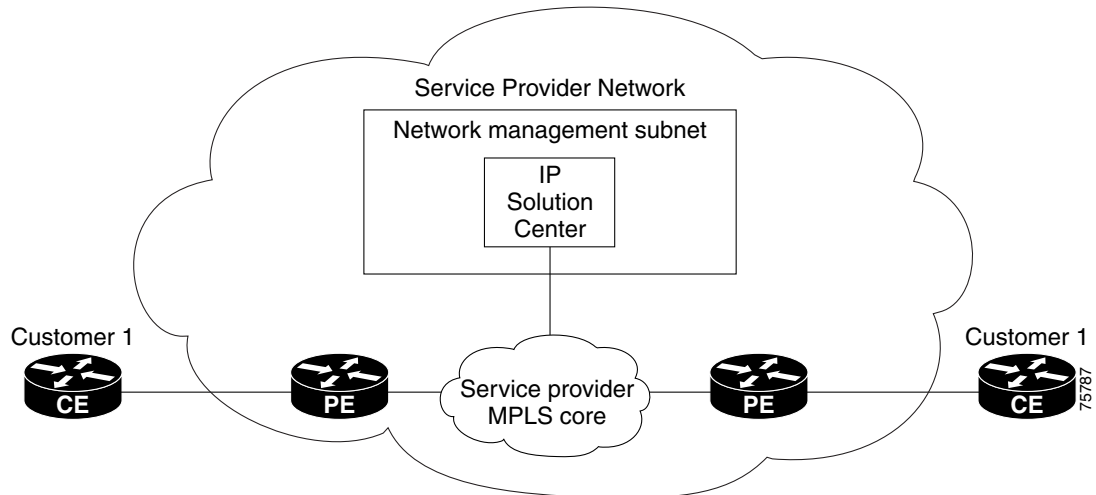 Service Provider Network
Network management subnet
IP
Solution
Center
Customer 1
Customer 1
CE
PE
Service provider
MPLS core
PE
CE
75787